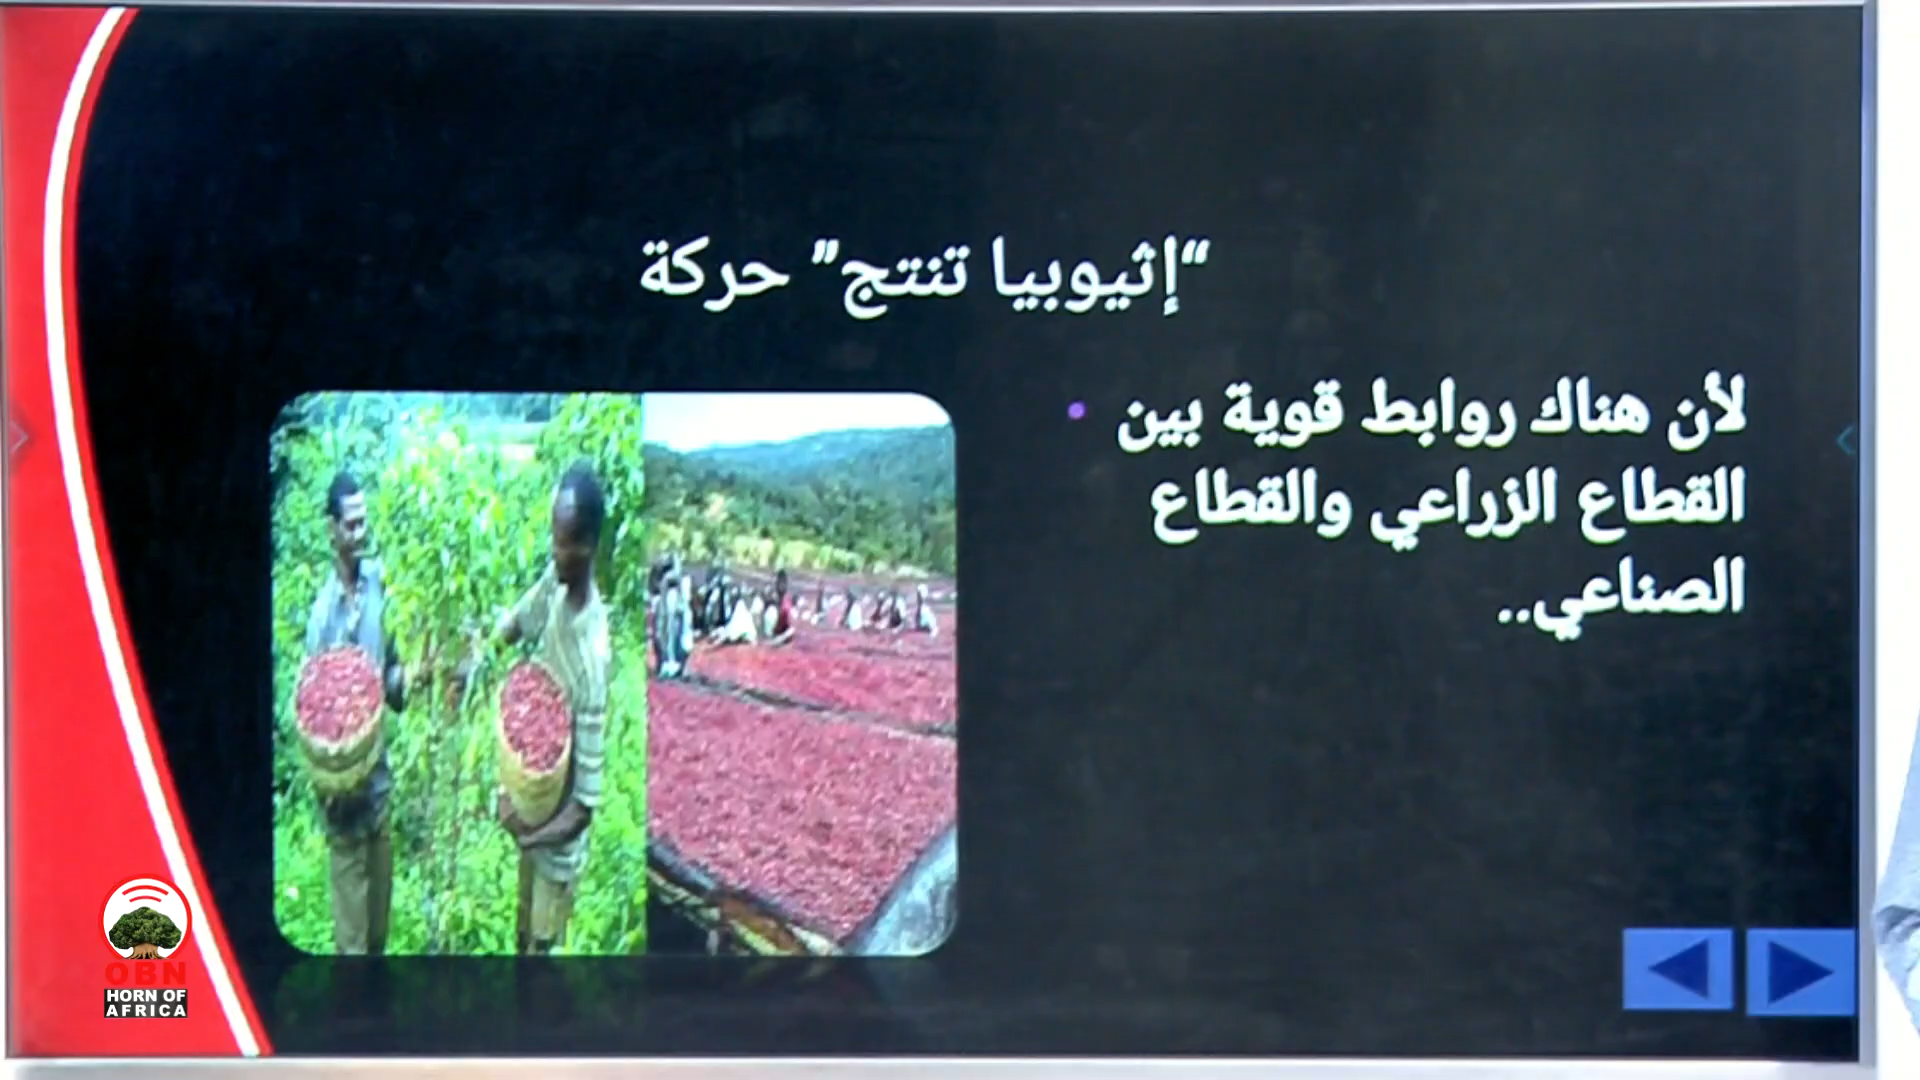 “إثيوبيا تنتج” حركة
لأن هناك روابط قوية بين
القطاع الزراعي والقطاع
الصناعي..
OBN
HORN OF
AFRICA